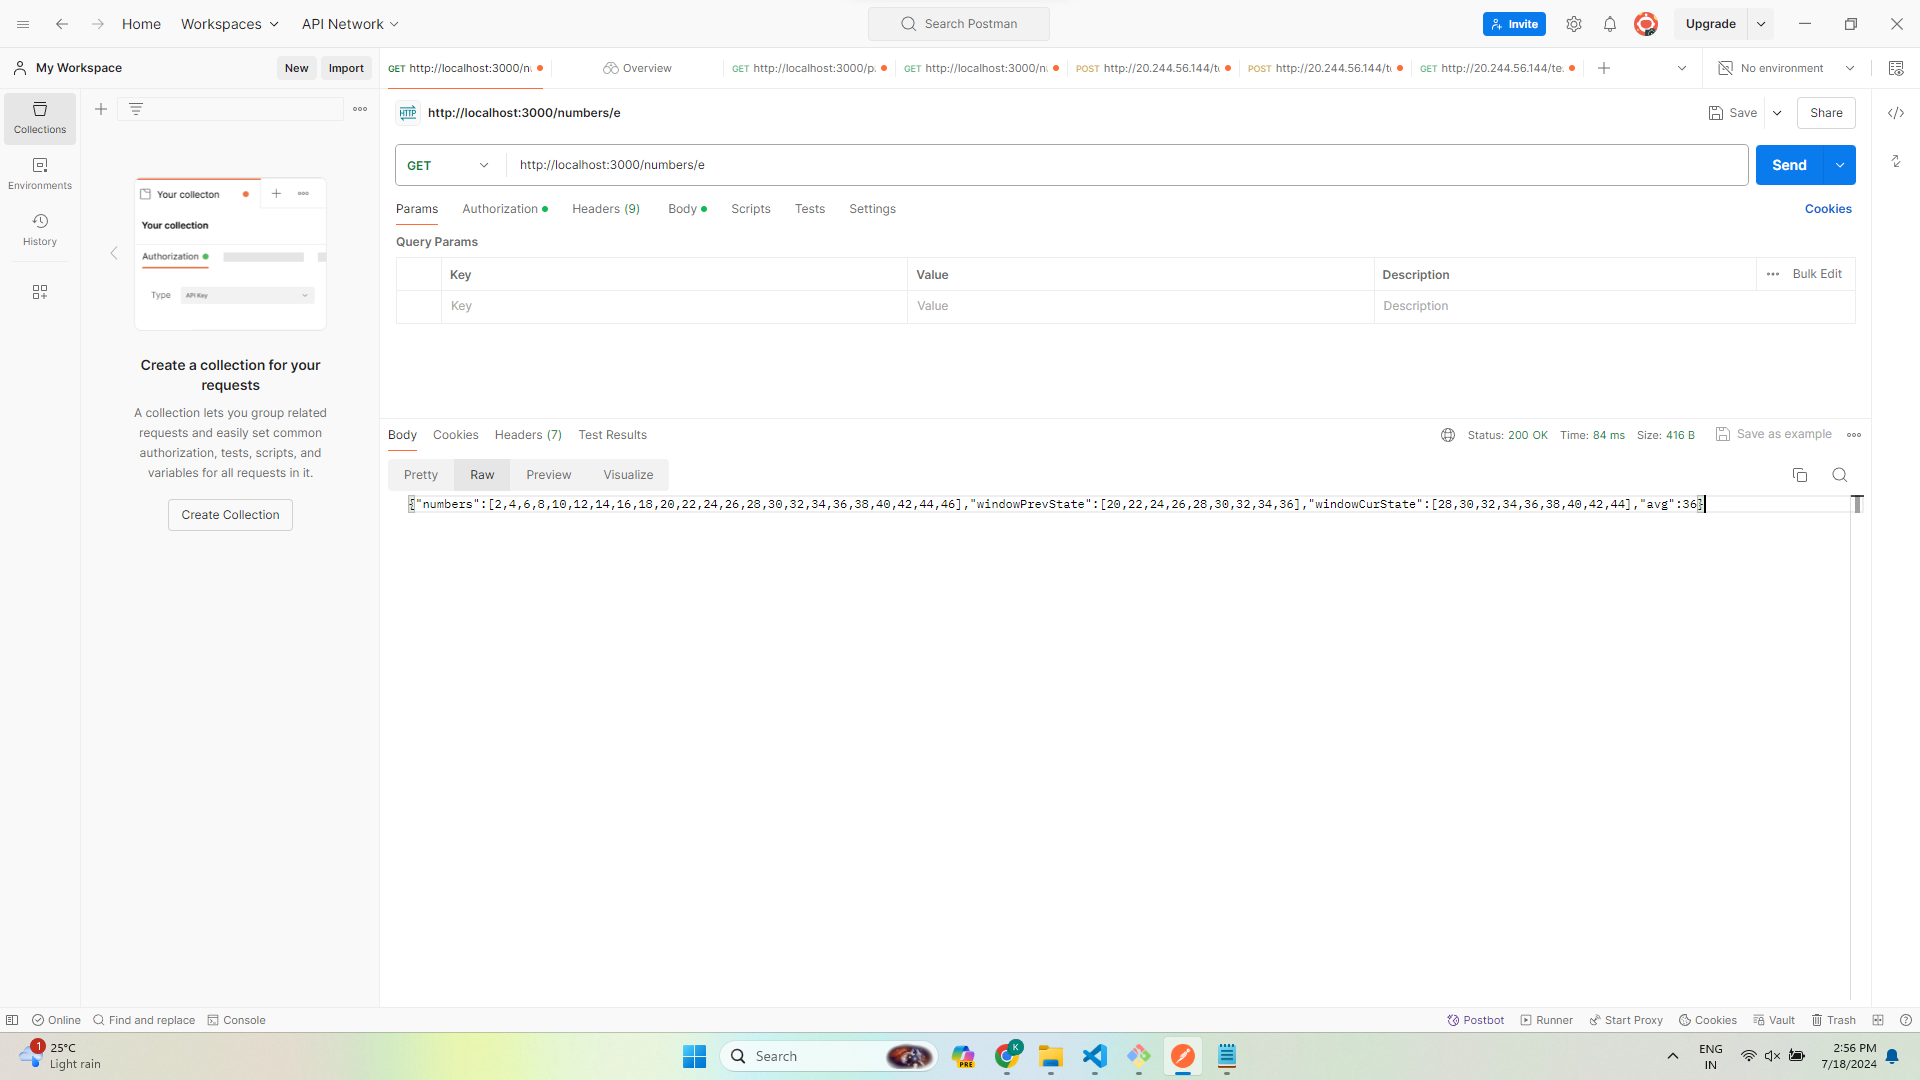 Home Workspaces API Network Search Postman Invite Upgrade
My Workspace New Import GET http://localhost:3000/n Overview GET http://localhost:3000/p. GET http://localhost:3000/n POST http://20.244.56.144/t POST http://20.244.56.144/t GET http://20.244.56.144/te. No environment
Collections
Environments
History
Your collecton
Your collection
Authorization
Type API Key
Create a collection for your
requests
A collection lets you group related
requests and easily set common
authorization, tests, scripts, and
variables for all requests in it.
Create Collection
HTTP http://localhost:3000/numbers/e Save Share
GET http://localhost:3000/numbers/e Send
Params Authorization Headers (9) Body Scripts Tests Settings Cookies
Query Params
Key Value Description Bulk Edit
Key Value Description
Body Cookies Headers (7) Test Results Status: 200 OK Time: 84 ms Size: 416 B Save as example
Pretty Raw Preview Visualize
{"numbers":[2,4,6,8,10,12,14,16,18,20,22,24,26,28,30,32,34,36,38,40,42,44,46],"windowPrevState":[20,22,24,26,28,30,32,34,36],"windowCurState":[28,30,32,34,36,38,40,42,44],"avg":36}
Online Find and replace Console Postbot Runner Start Proxy Cookies Vault Trash
1 25°C
Light rain
Search PRE K
ENG
IN
2:56 PM
7/18/2024